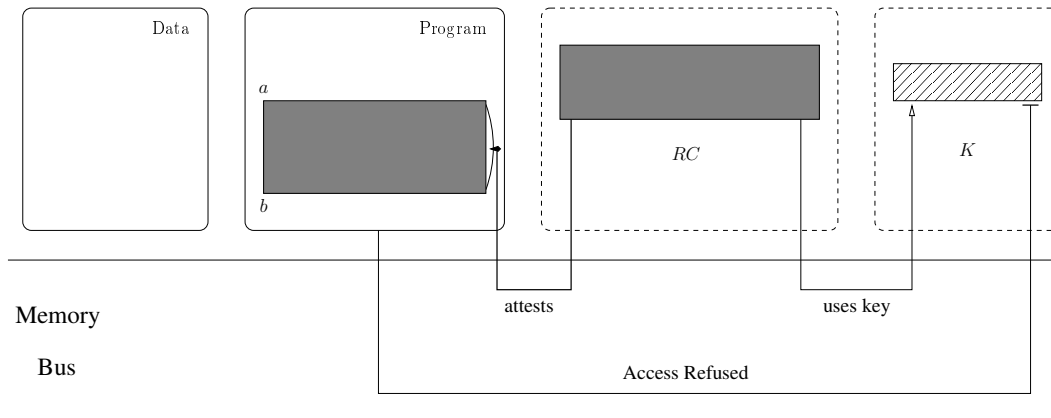 Data
Program
a
b
RC
K
attests
uses key
Memory
Bus
Access Refused